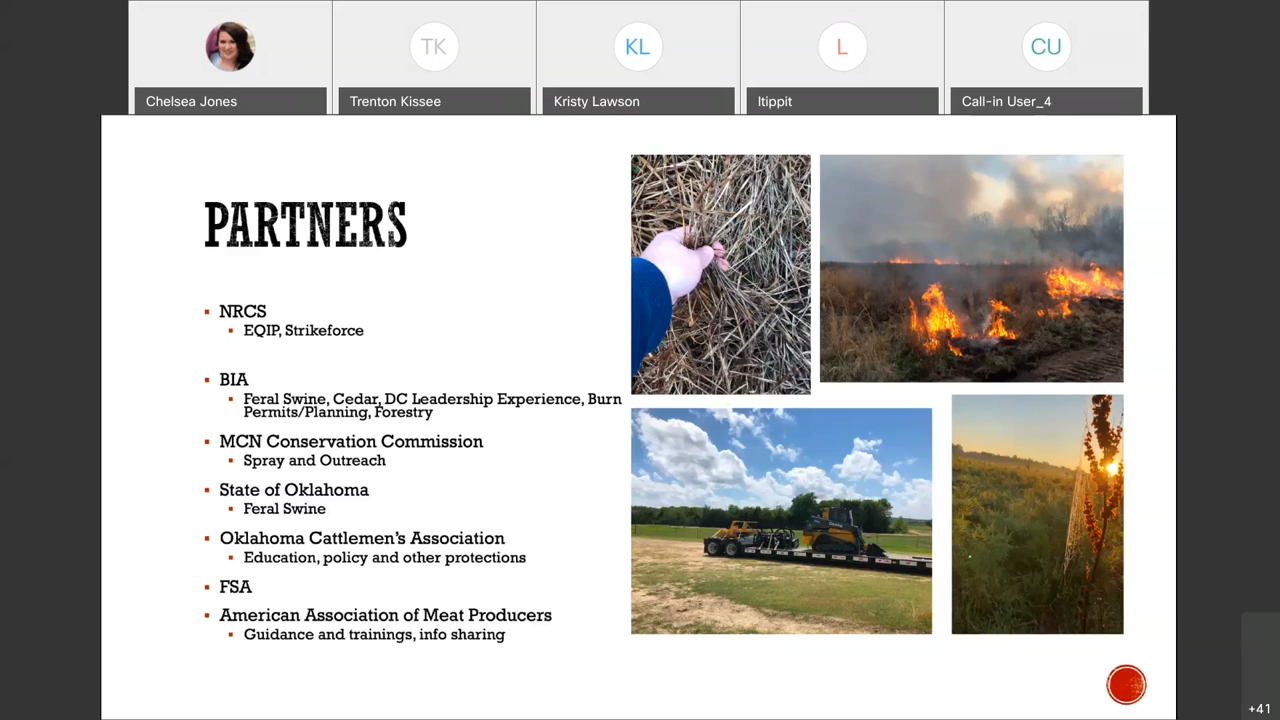 TK
KL
L
CU
Chelsea Jones
Trenton Kissee
Kristy Lawson
ltippit
Call-in User_4
PARTNERS
NRCS
EQIP, Strikeforce
BIA
Feral Swine, Cedar, DC Leadership Experience, Burn
Permits/Planning, Forestry
MCN Conservation Commission
Spray and Outreach
State of Oklahoma
Feral Swine
Oklahoma Cattlemen's Association
Education, policy and other protections
FSA
American Association of Meat Producers
Guidance and trainings, info sharing
+41